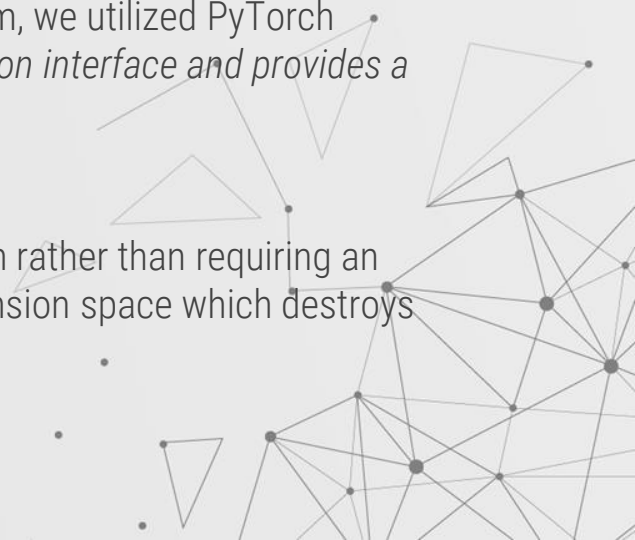 m, we utilized PyTorch
on interface and provides a
n rather than requiring an
nsion space which destroys